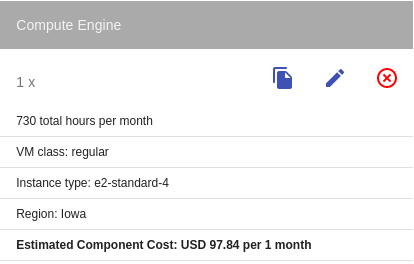 Compute Engine
1 x
730 total hours per month
VM class: regular
Instance type: e2-standard-4
Region: Iowa
Estimated Component Cost: USD 97.84 per 1 month